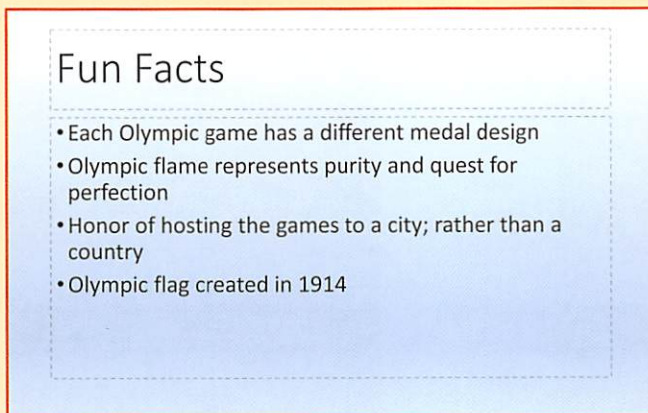 Fun Facts
• Each Olympic game has a different medal design
• Olympic flame represents purity and quest for
perfection
• Honor of hosting the games to a city; rather than a
country
• Olympic flag created in 1914